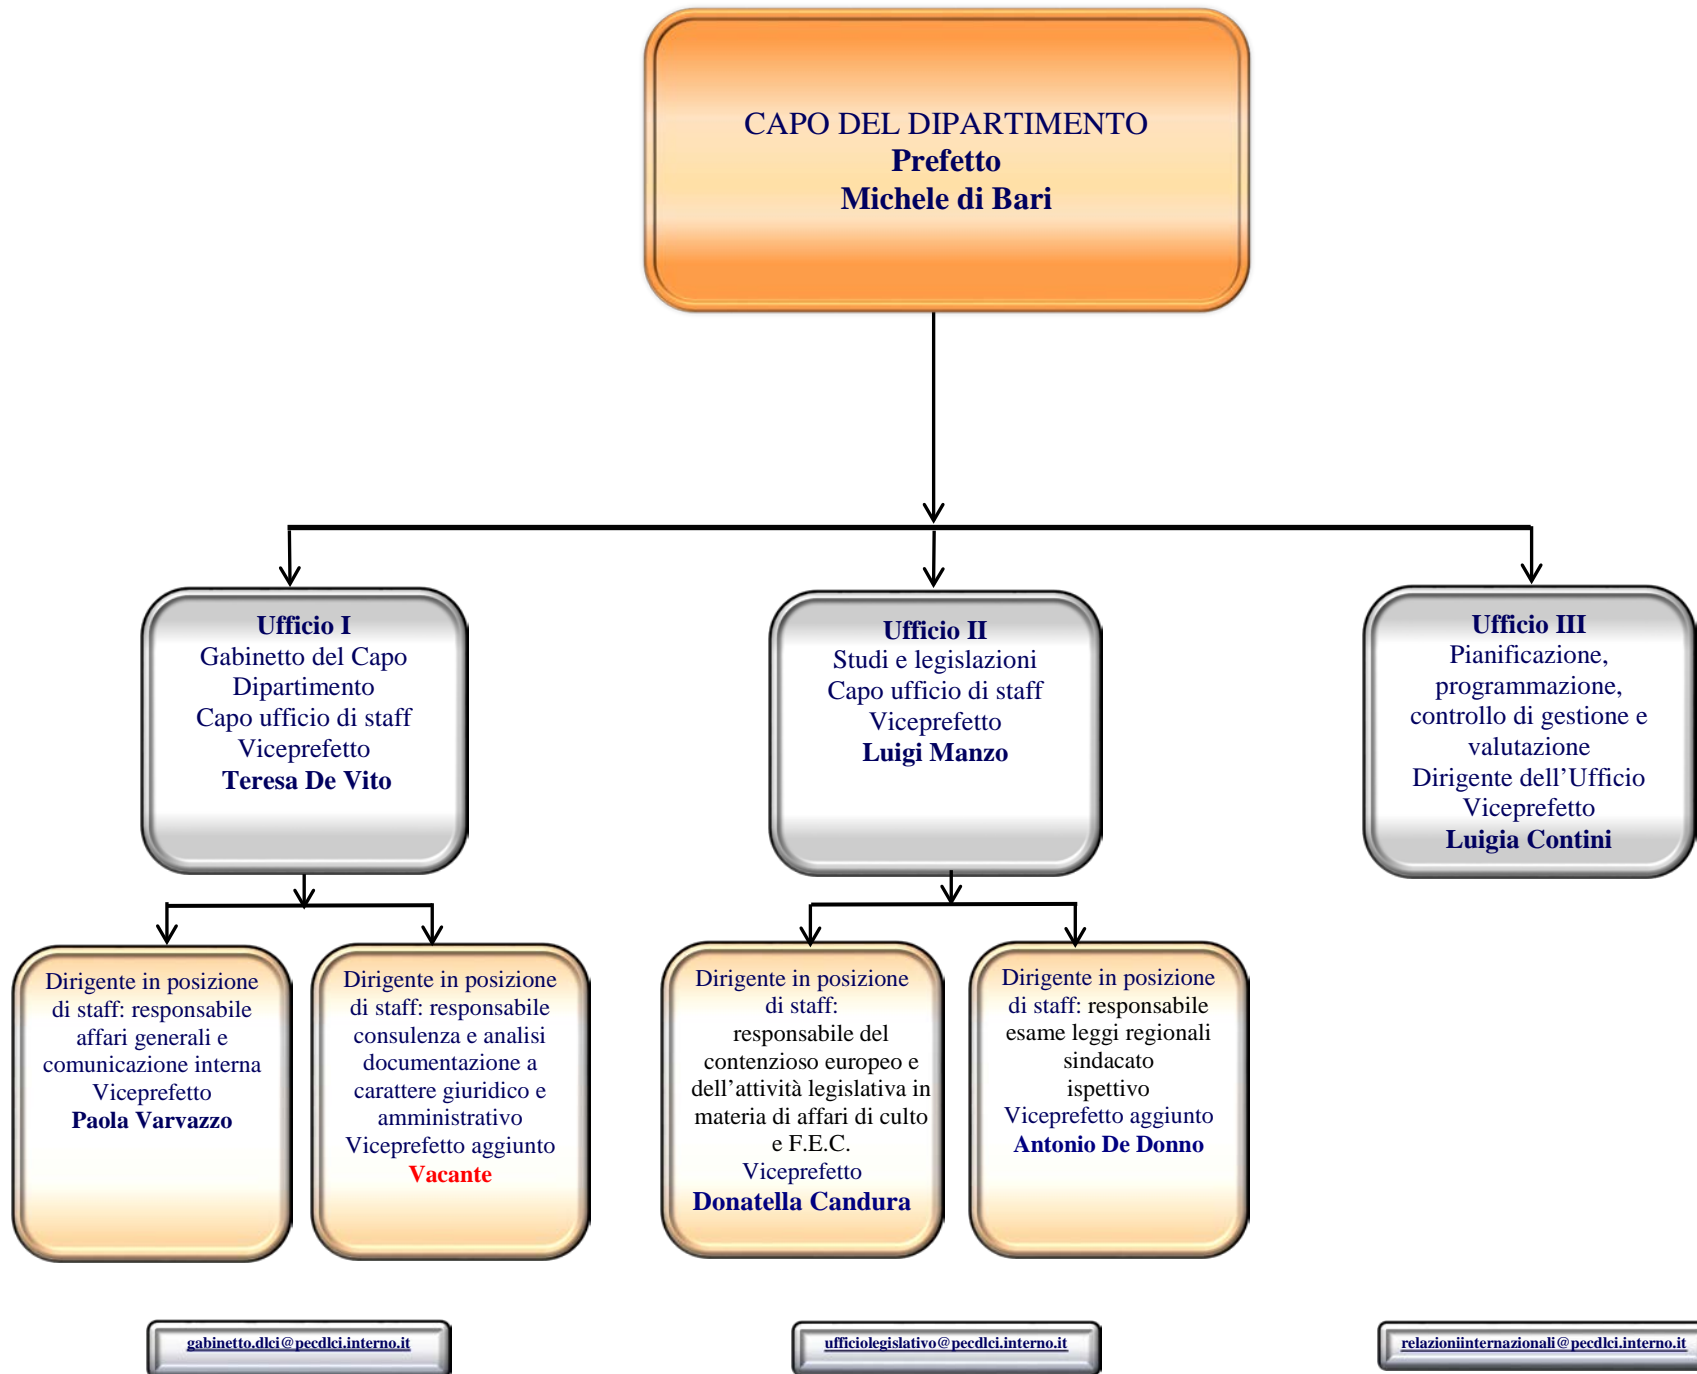 CAPO DEL DIPARTIMENTO
Prefetto
Michele di Bari
Ufficio I
Gabinetto del Capo
Dipartimento
Capo ufficio di staff
Viceprefetto
Teresa De Vito
Ufficio II
Studi e legislazioni
Capo ufficio di staff
Viceprefetto
Luigi Manzo
Ufficio III
Pianificazione,
programmazione,
controllo di gestione e
valutazione
Dirigente dell’Ufficio
Viceprefetto
Luigia Contini
Dirigente in posizione
di staff: responsabile
affari generali e
comunicazione interna
Viceprefetto
Paola Varvazzo
Dirigente in posizione
di staff: responsabile
consulenza e analisi
documentazione a
carattere giuridico e
amministrativo
Viceprefetto aggiunto
Vacante
Dirigente in posizione
di staff:
responsabile del
contenzioso europeo e
dell’attività legislativa in
materia di affari di culto
e F.E.C.
Viceprefetto
Donatella Candura
Dirigente in posizione
di staff: responsabile
esame leggi regionali
sindacato
ispettivo
Viceprefetto aggiunto
Antonio De Donno
gabinetto.dlci@pecdlci.interno.it
ufficiolegislativo@pecdlci.interno.it
relazioniinternazionali@pecdlci.interno.it